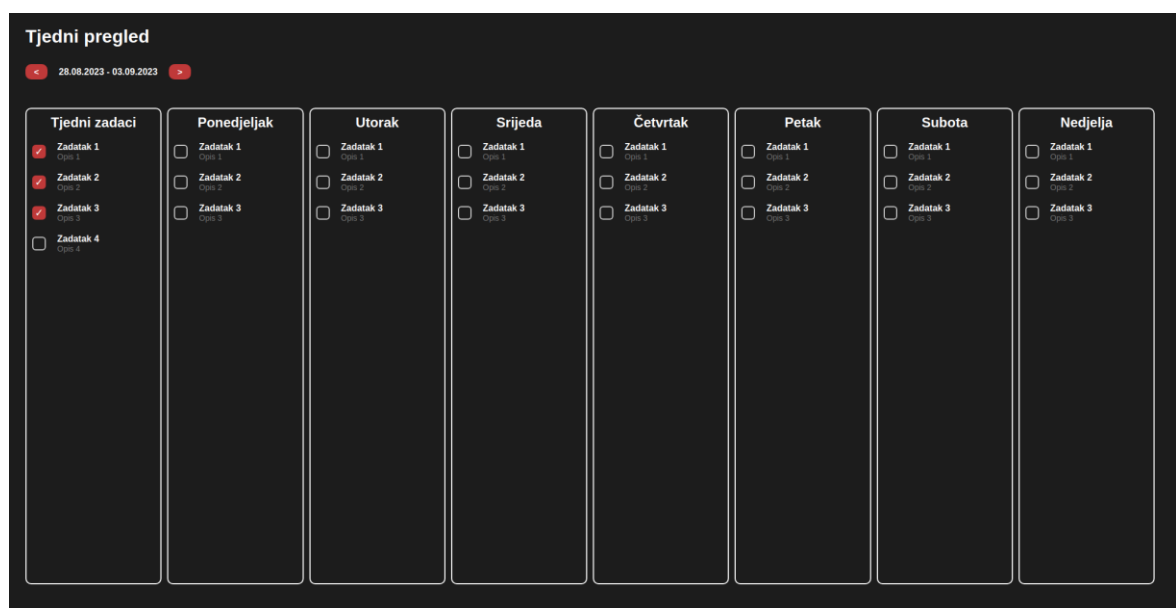 Tjedni pregled
< 28.08.2023 - 03.09.2023 >
Tjedni zadaci
Zadatak 1
Opis 1
Zadatak 2
Opis 2
Zadatak 3
Opis 3
Zadatak 4
Opis 4
Ponedjeljak
Zadatak 1
Opis 1
Zadatak 2
Opis 2
Zadatak 3
Opis 3
Utorak
Zadatak 1
Opis 1
Zadatak 2
Opis 2
Zadatak 3
Opis 3
Srijeda
Zadatak 1
Opis 1
Zadatak 2
Opis 2
Zadatak 3
Opis 3
Četvrtak
Zadatak 1
Opis 1
Zadatak 2
Opis 2
Zadatak 3
Opis 3
Petak
Zadatak 1
Opis 1
Zadatak 2
Opis 2
Zadatak 3
Opis 3
Subota
Zadatak 1
Opis 1
Zadatak 2
Opis 2
Zadatak 3
Opis 3
Nedjelja
Zadatak 1
Opis 1
Zadatak 2
Opis 2
Zadatak 3
Opis 3